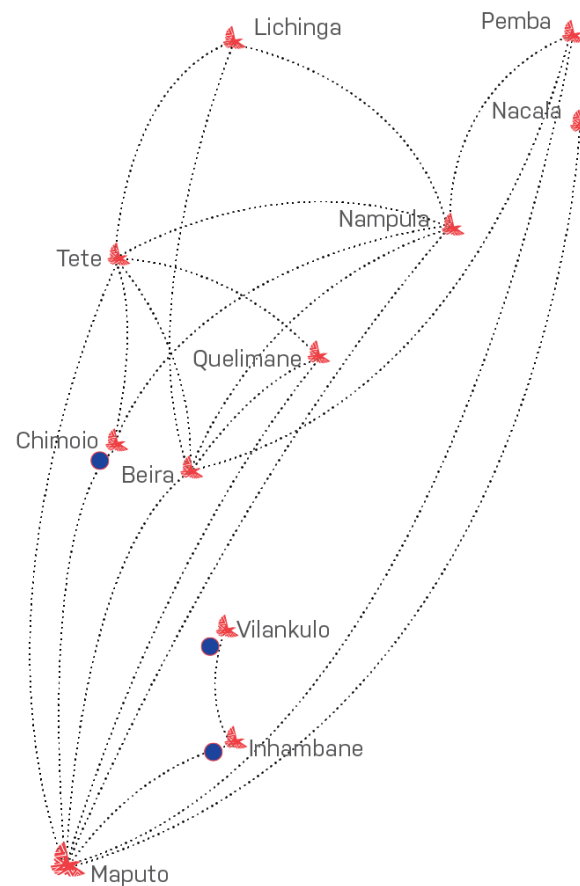 Lichinga
Pemba
Nacala
Nampula
Tete
Quelimane
Chimoio
Beira
Vilankulo
Inhambane
Maputo